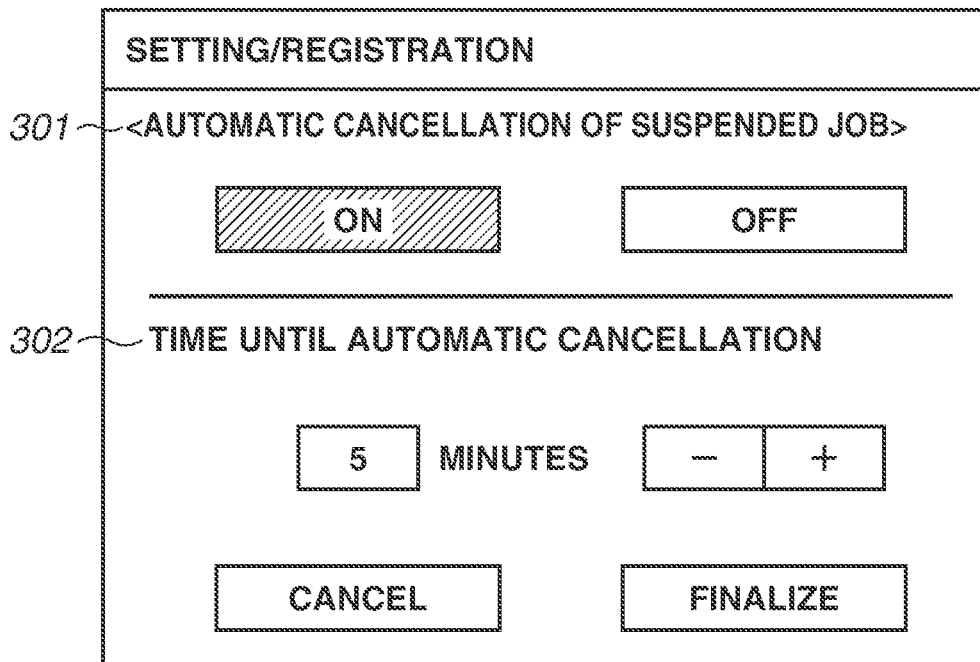 SETTING/REGISTRATION
301 <AUTOMATIC CANCELLATION OF SUSPENDED JOB>
ON OFF
302 TIME UNTIL AUTOMATIC CANCELLATION
5 MINUTES − +
CANCEL FINALIZE